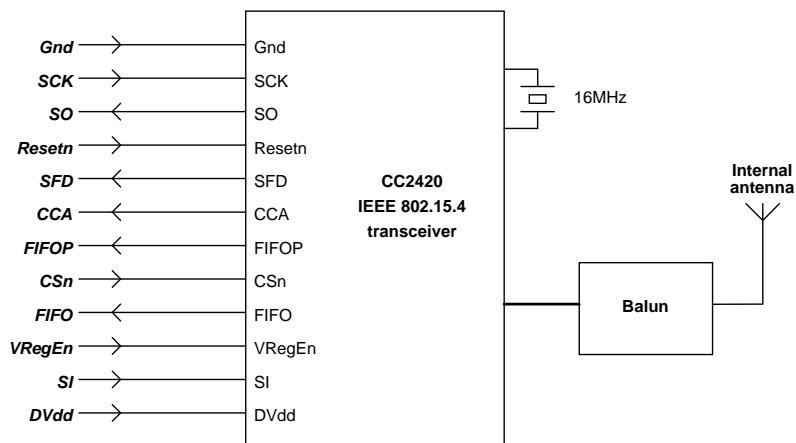 Gnd Gnd
SCK SCK
SO SO
Resetn Resetn
SFD SFD
CCA CCA
FIFOP FIFOP
CSn CSn
FIFO FIFO
VRegEn VRegEn
SI SI
DVdd DVdd
CC2420
IEEE 802.15.4
transceiver
16MHz
Internal
antenna
Balun